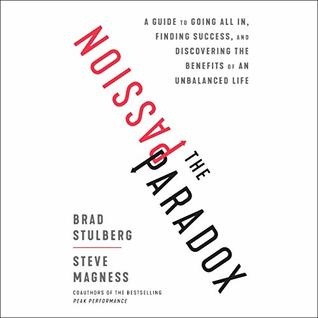 A GUIDE TO GOING ALL IN,
FINDING SUCCESS, AND
DISCOVERING THE
BENEFITS OF AN
UNBALANCED LIFE
THE
PASSION
PARADOX
BRAD
STULBERG
STEVE
MAGNESS
COAUTHORS OF THE BESTSELLING
PEAK PERFORMANCE